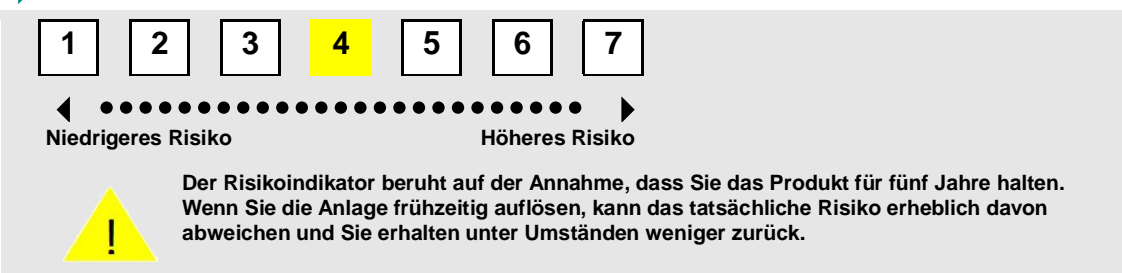 1 2 3 4 5 6 7
Niedrigeres Risiko Höheres Risiko
Der Risikoindikator beruht auf der Annahme, dass Sie das Produkt für fünf Jahre halten.
Wenn Sie die Anlage frühzeitig auflösen, kann das tatsächliche Risiko erheblich davon
abweichen und Sie erhalten unter Umständen weniger zurück.
!